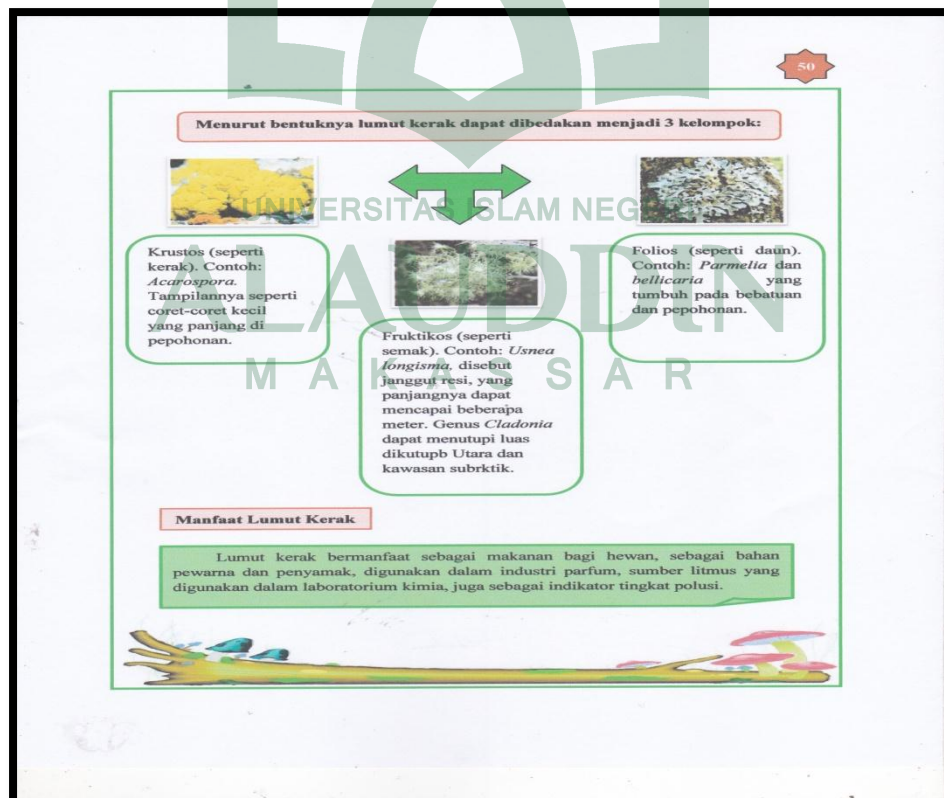 50
Menurut bentuknya lumut kerak dapat dibedakan menjadi 3 kelompok:
UNIVERSITAS ISLAM NEGERI
ALAUDDIN
MAKASSAR
Krustos (seperti
kerak). Contoh:
Acarospora.
Tampilannya seperti
coret-coret kecil
yang panjang di
pepohonan.
Fruktikos (seperti
semak). Contoh: Usnea
longisma, disebut
janggut resi, yang
panjangnya dapat
mencapai beberapa
meter. Genus Cladonia
dapat menutupi luas
dikutupb Utara dan
kawasan subrktik.
Folios (seperti daun).
Contoh: Parmelia dan
bellicaria yang
tumbuh pada bebatuan
dan pepohonan.
Manfaat Lumut Kerak
Lumut kerak bermanfaat sebagai makanan bagi hewan, sebagai bahan
pewarna dan penyamak, digunakan dalam industri parfum, sumber litmus yang
digunakan dalam laboratorium kimia, juga sebagai indikator tingkat polusi.